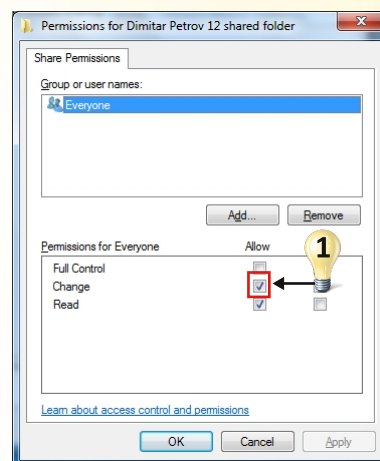 Permissions for Dimitar Petrov 12 shared folder
Share Permissions
Group or user names:
Everyone
Add...
Remove
Permissions for Everyone
Allow
1
Full Control
Change
Read
Learn about access control and permissions
OK
Cancel
Apply